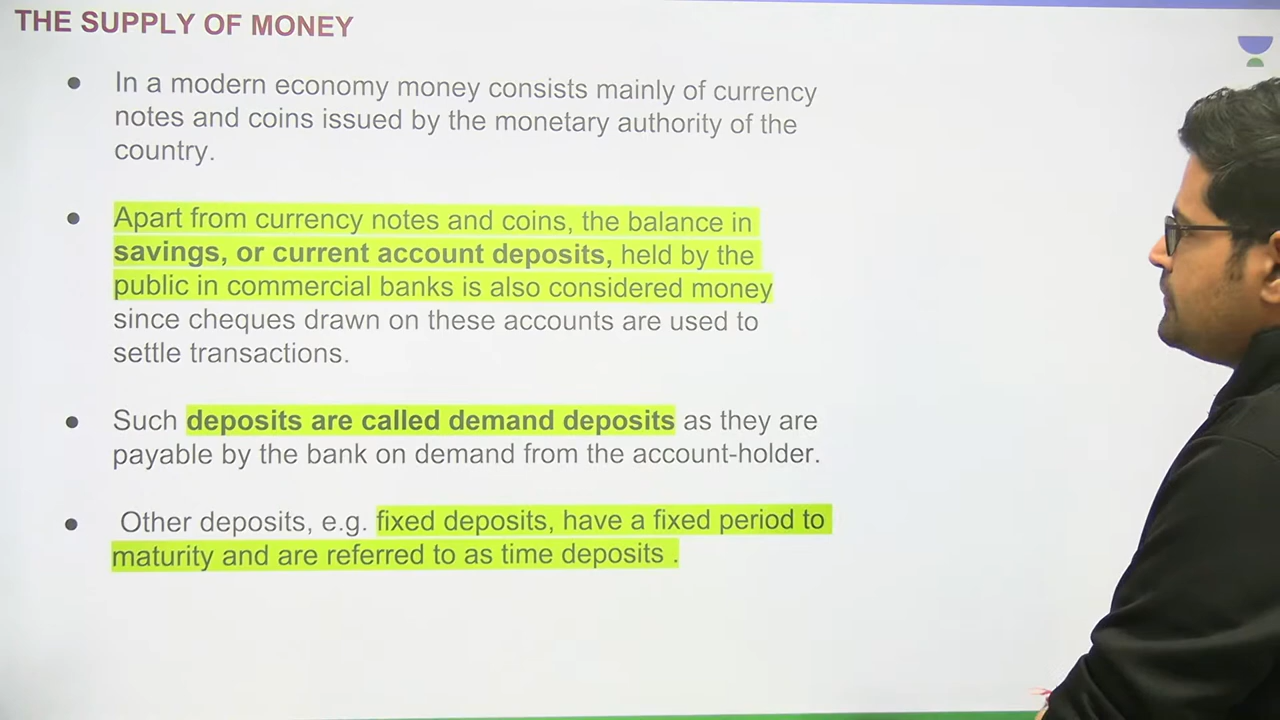 THE SUPPLY OF MONEY
● In a modern economy money consists mainly of currency
notes and coins issued by the monetary authority of the
country.
● Apart from currency notes and coins, the balance in
savings, or current account deposits, held by the
public in commercial banks is also considered money
since cheques drawn on these accounts are used to
settle transactions.
● Such deposits are called demand deposits as they are
payable by the bank on demand from the account-holder.
● Other deposits, e.g. fixed deposits, have a fixed period to
maturity and are referred to as time deposits .